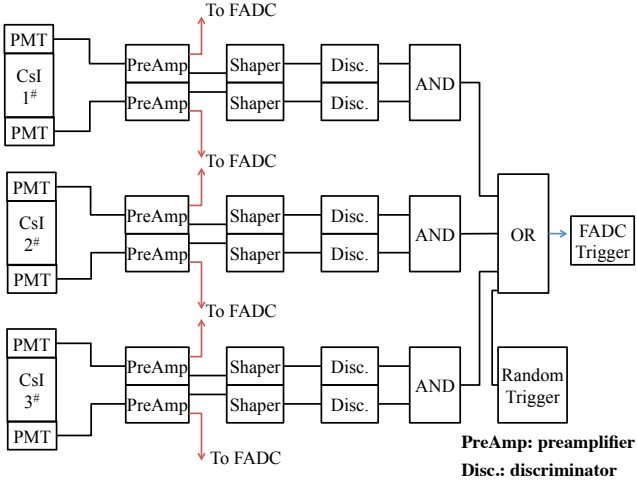 To FADC
PMT
CsI
1#
PMT
PreAmp
PreAmp
Shaper
Shaper
Disc.
Disc.
AND
To FADC
PMT
CsI
2#
PMT
PreAmp
PreAmp
Shaper
Shaper
Disc.
Disc.
AND
OR
FADC
Trigger
To FADC
PMT
CsI
3#
PMT
PreAmp
PreAmp
Shaper
Shaper
Disc.
Disc.
AND
Random
Trigger
To FADC
PreAmp: preamplifier
Disc.: discriminator